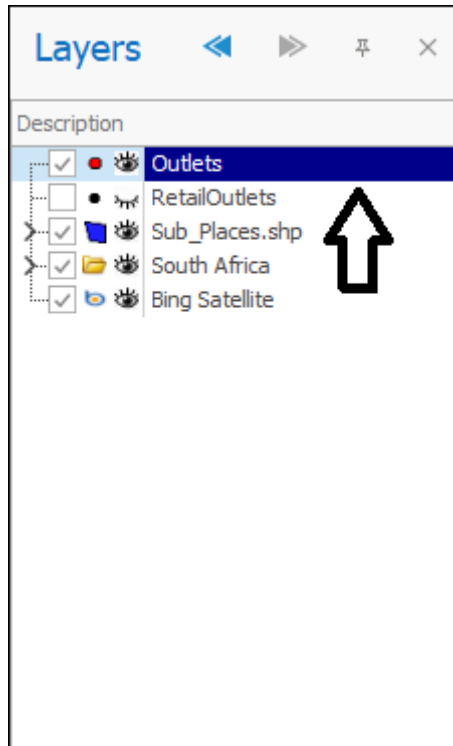 Layers
Description
Outlets
RetailOutlets
Sub_Places.shp
South Africa
Bing Satellite